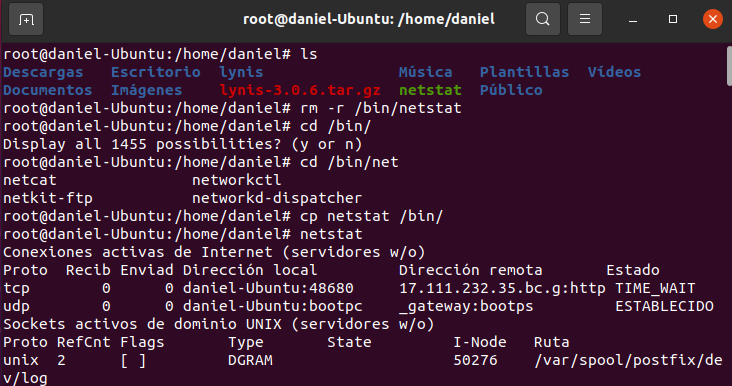 root@daniel-Ubuntu: /home/daniel
root@daniel-Ubuntu:/home/daniel# ls
Descargas   Escritorio  lynis               Música   Plantillas  Vídeos
Documentos  Imágenes    lynis-3.0.6.tar.gz  netstat  Público
root@daniel-Ubuntu:/home/daniel# rm -r /bin/netstat
root@daniel-Ubuntu:/home/daniel# cd /bin/
Display all 1455 possibilities? (y or n)
root@daniel-Ubuntu:/home/daniel# cd /bin/net
netcat              networkctl
netkit-ftp          networkd-dispatcher
root@daniel-Ubuntu:/home/daniel# cp netstat /bin/
root@daniel-Ubuntu:/home/daniel# netstat
Conexiones activas de Internet (servidores w/o)
Proto  Recib Enviad Dirección local         Dirección remota       Estado
tcp        0      0 daniel-Ubuntu:48680     17.111.232.35.bc.g:http TIME_WAIT
udp        0      0 daniel-Ubuntu:bootpc    _gateway:bootps         ESTABLECIDO
Sockets activos de dominio UNIX (servidores w/o)
Proto RefCnt Flags       Type       State         I-Node   Ruta
unix  2      [ ]         DGRAM                    50276    /var/spool/postfix/de
v/log